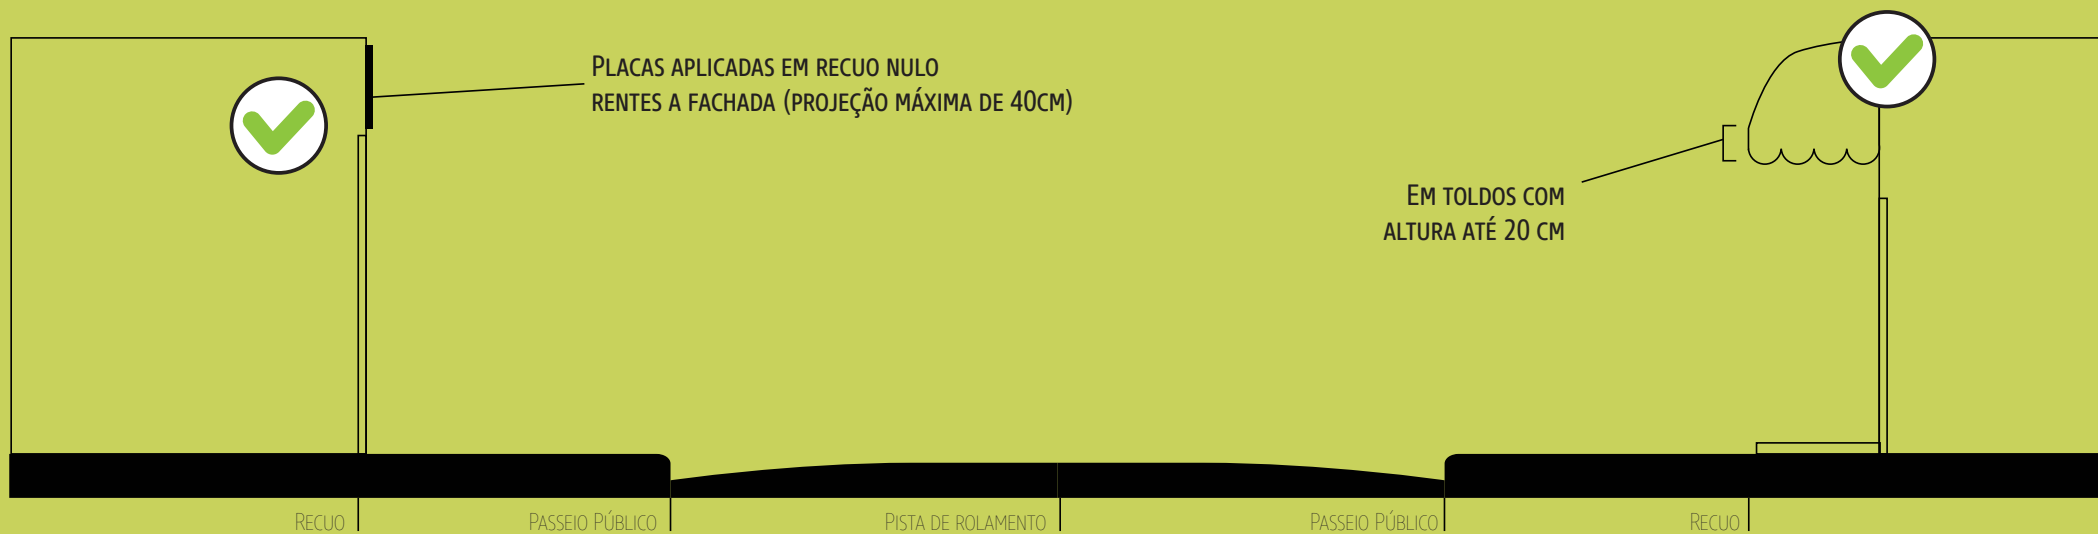 Placas aplicadas em recuo nulo
rentes a fachada (projeção máxima de 40cm)
Em toldos com
altura até 20 cm
Recuo
Passeio Público
Pista de rolamento
Passeio Público
Recuo